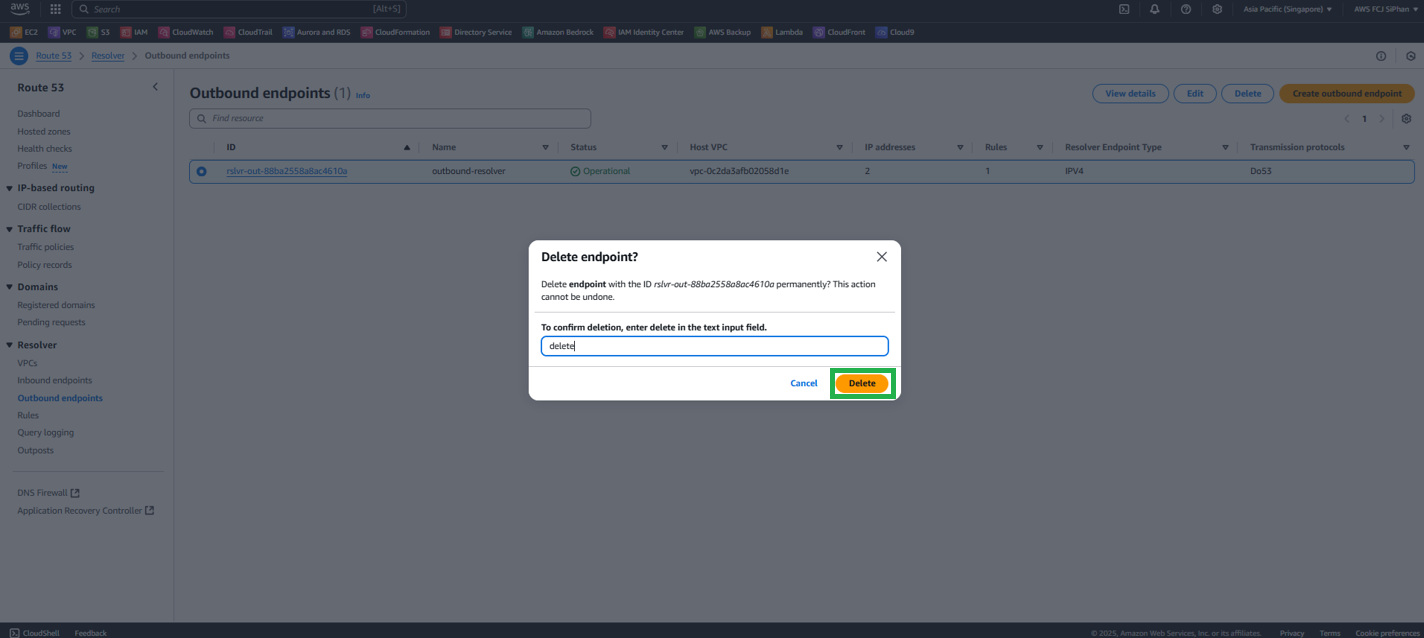 aws Search [Alt+S] Asia Pacific (Singapore) AWS FCJ SiPhan
EC2 VPC S3 IAM CloudWatch CloudTrail Aurora and RDS CloudFormation Directory Service Amazon Bedrock IAM Identity Center AWS Backup Lambda CloudFront Cloud9
Route 53 > Resolver > Outbound endpoints
Route 53
Dashboard
Hosted zones
Health checks
Profiles New
IP-based routing
CIDR collections
Traffic flow
Traffic policies
Policy records
Domains
Registered domains
Pending requests
Resolver
VPCs
Inbound endpoints
Outbound endpoints
Rules
Query logging
Outposts
DNS Firewall
Application Recovery Controller
Outbound endpoints (1) Info
View details Edit Delete Create outbound endpoint
Find resource
1
ID Name Status Host VPC IP addresses Rules Resolver Endpoint Type Transmission protocols
rslvr-out-88ba2558a8ac4610a outbound-resolver Operational vpc-0c2da3afb02058d1e 2 1 IPV4 Do53
Delete endpoint?
Delete endpoint with the ID rslvr-out-88ba2558a8ac4610a permanently? This action
cannot be undone.
To confirm deletion, enter delete in the text input field.
delete
Cancel Delete
CloudShell Feedback © 2025, Amazon Web Services, Inc. or its affiliates. Privacy Terms Cookie preferences